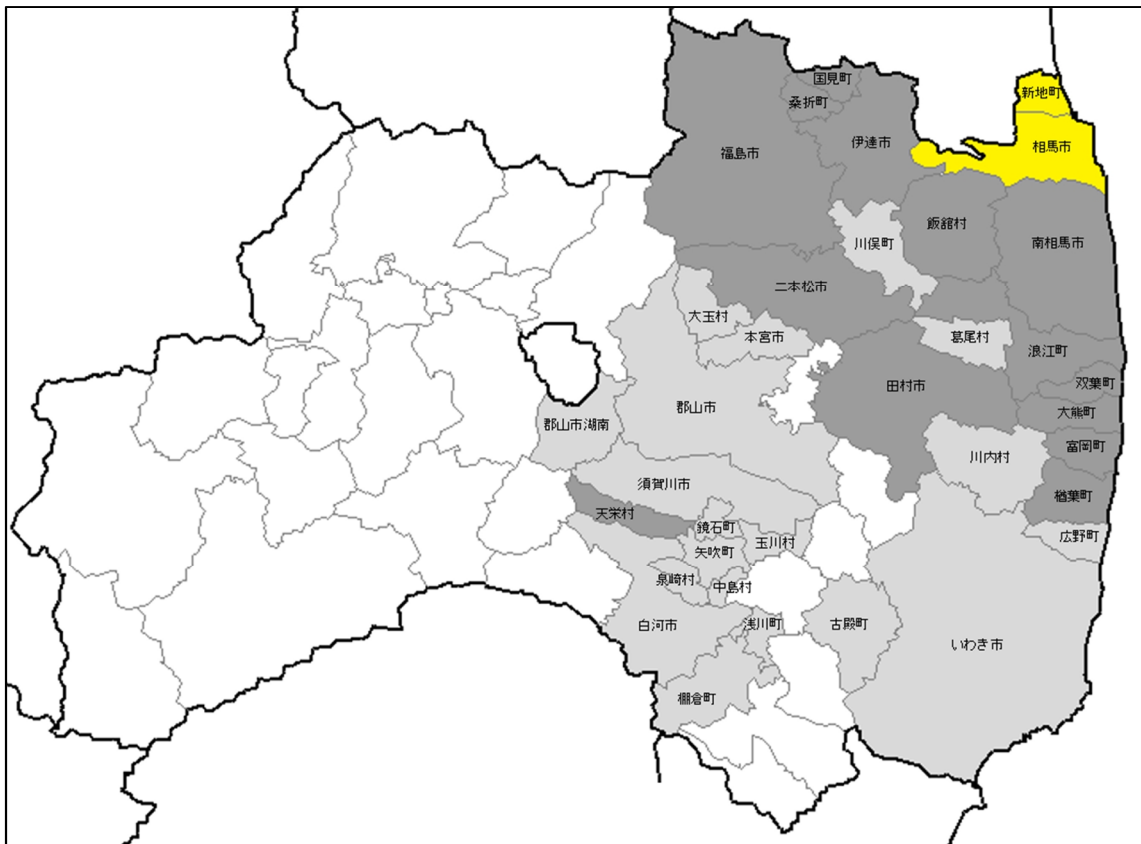 国見町
新地町
桑折町
福島市
伊達市
相馬市
飯舘村
川俣町
南相馬市
二本松市
大玉村
本宮市
葛尾村
浪江町
双葉町
田村市
郡山市
大熊町
郡山市湖南
富岡町
川内村
須賀川市
楢葉町
天栄村
鏡石町
玉川村
広野町
矢吹町
泉崎村
中島村
白河市
浅川町
古殿町
いわき市
棚倉町